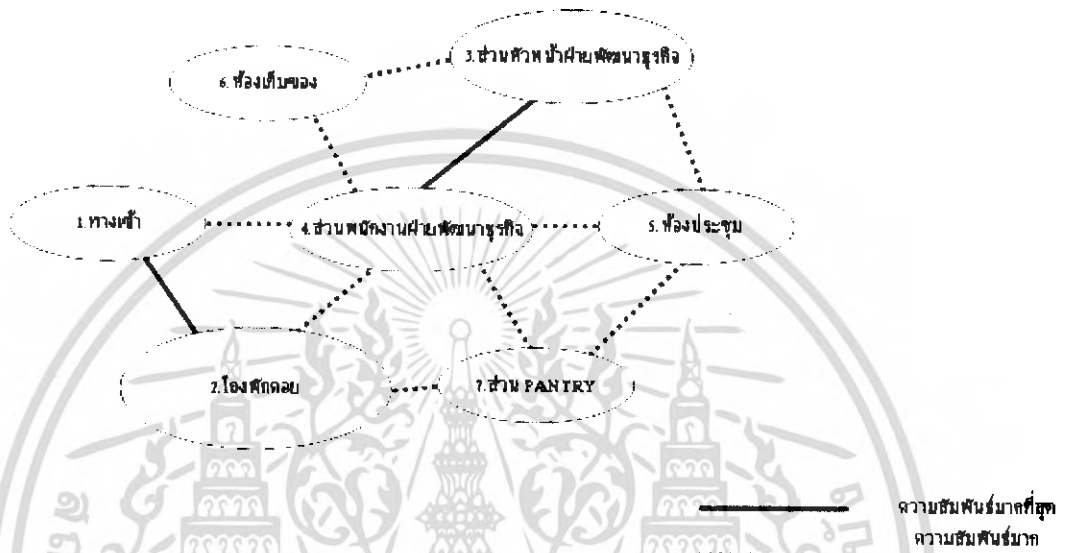 3.ส่วนหัวหน้าฝ่ายพัฒนาธุรกิจ
6.ห้องเก็บของ
1.ทางเข้า
4.ส่วนพนักงานฝ่ายพัฒนาธุรกิจ
5.ห้องประชุม
2.โถงพักคอย
7.ส่วน PANTRY
ความสัมพันธ์มากที่สุด
ความสัมพันธ์มาก